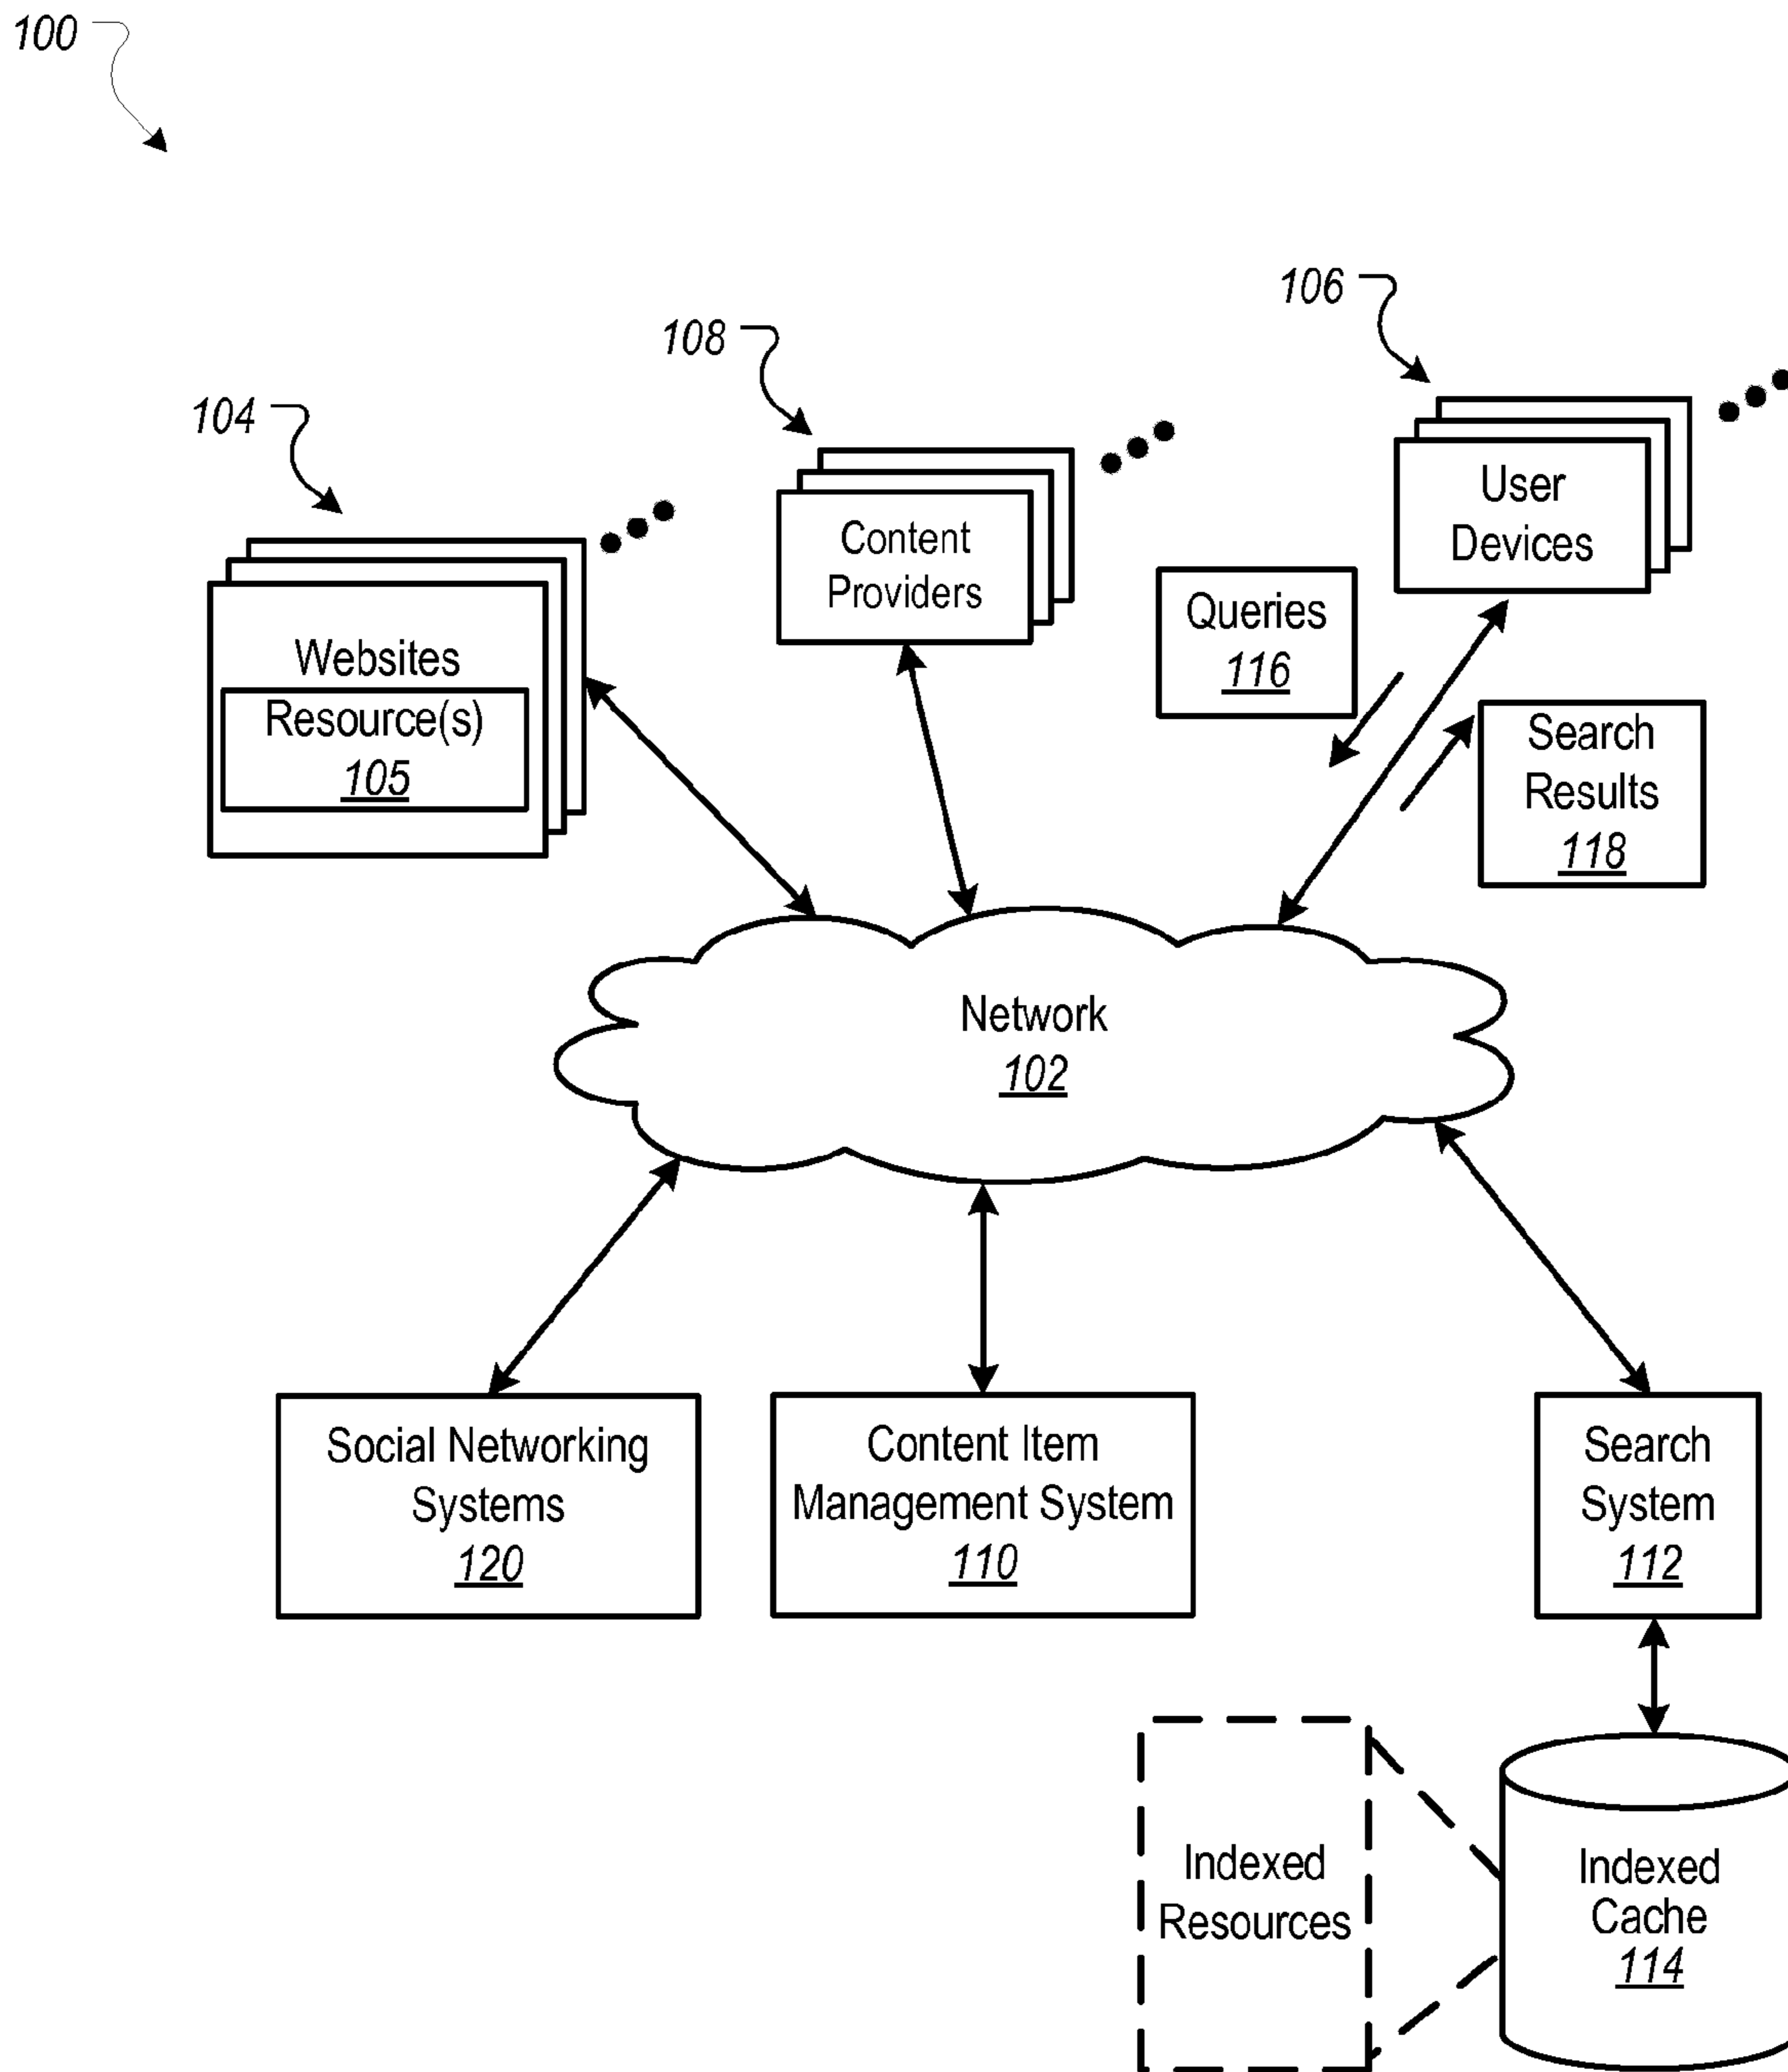 100
106
108
104
User
Devices
Content
Providers
Queries
116
Websites
Resource(s)
105
Search
Results
118
Network
102
Social Networking
Systems
120
Content Item
Management System
110
Search
System
112
Indexed
Resources
Indexed
Cache
114